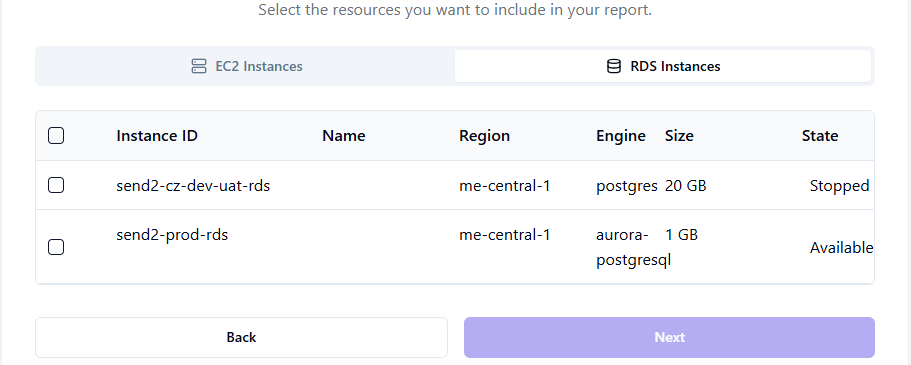 Select the resources you want to include in your report.
EC2 Instances
RDS Instances
Instance ID Name Region Engine Size State
send2-cz-dev-uat-rds me-central-1 postgres 20 GB Stopped
send2-prod-rds me-central-1 aurora- 1 GB Available
postgresql
Back
Next